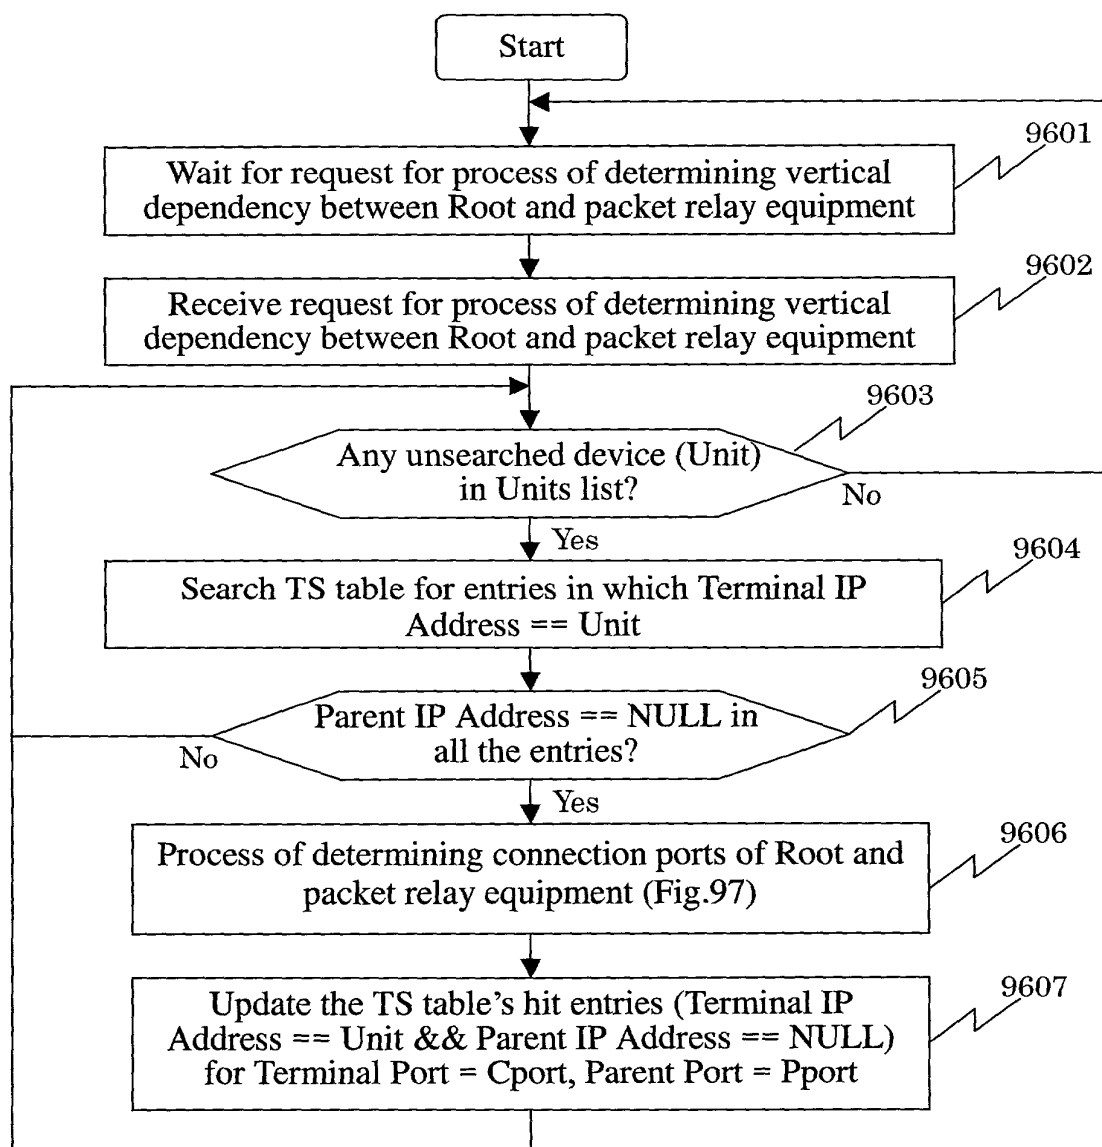 Start
9601
Wait for request for process of determining vertical
dependency between Root and packet relay equipment
9602
Receive request for process of determining vertical
dependency between Root and packet relay equipment
9603
Any unsearched device (Unit)
in Units list?
No
Yes
9604
Search TS table for entries in which Terminal IP
Address == Unit
9605
Parent IP Address == NULL in
all the entries?
No
Yes
9606
Process of determining connection ports of Root and
packet relay equipment (Fig.97)
9607
Update the TS table's hit entries (Terminal IP
Address == Unit && Parent IP Address == NULL)
for Terminal Port = Cport, Parent Port = Pport